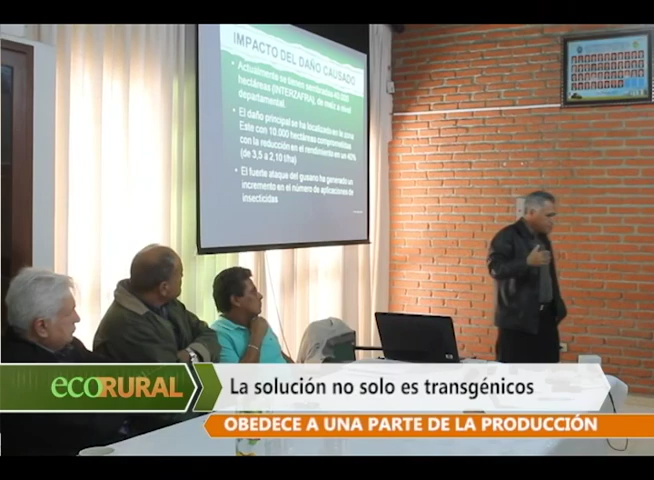 IMPACTO DEL DAÑO CAUSADO
• Actualmente se tienen sembradas 45.000
hectáreas (INTERZAFRA), de maíz a nivel
departamental.
• El daño principal se ha localizado en la zona
Este con 10.000 hectáreas comprometidas
con la reducción en el rendimiento en un 40%
(de 3,5 a 2,10 t/ha)
• El fuerte ataque del gusano ha generado un
incremento en el número de aplicaciones de
insecticidas
ecoRURAL
La solución no solo es transgénicos
OBEDECE A UNA PARTE DE LA PRODUCCIÓN